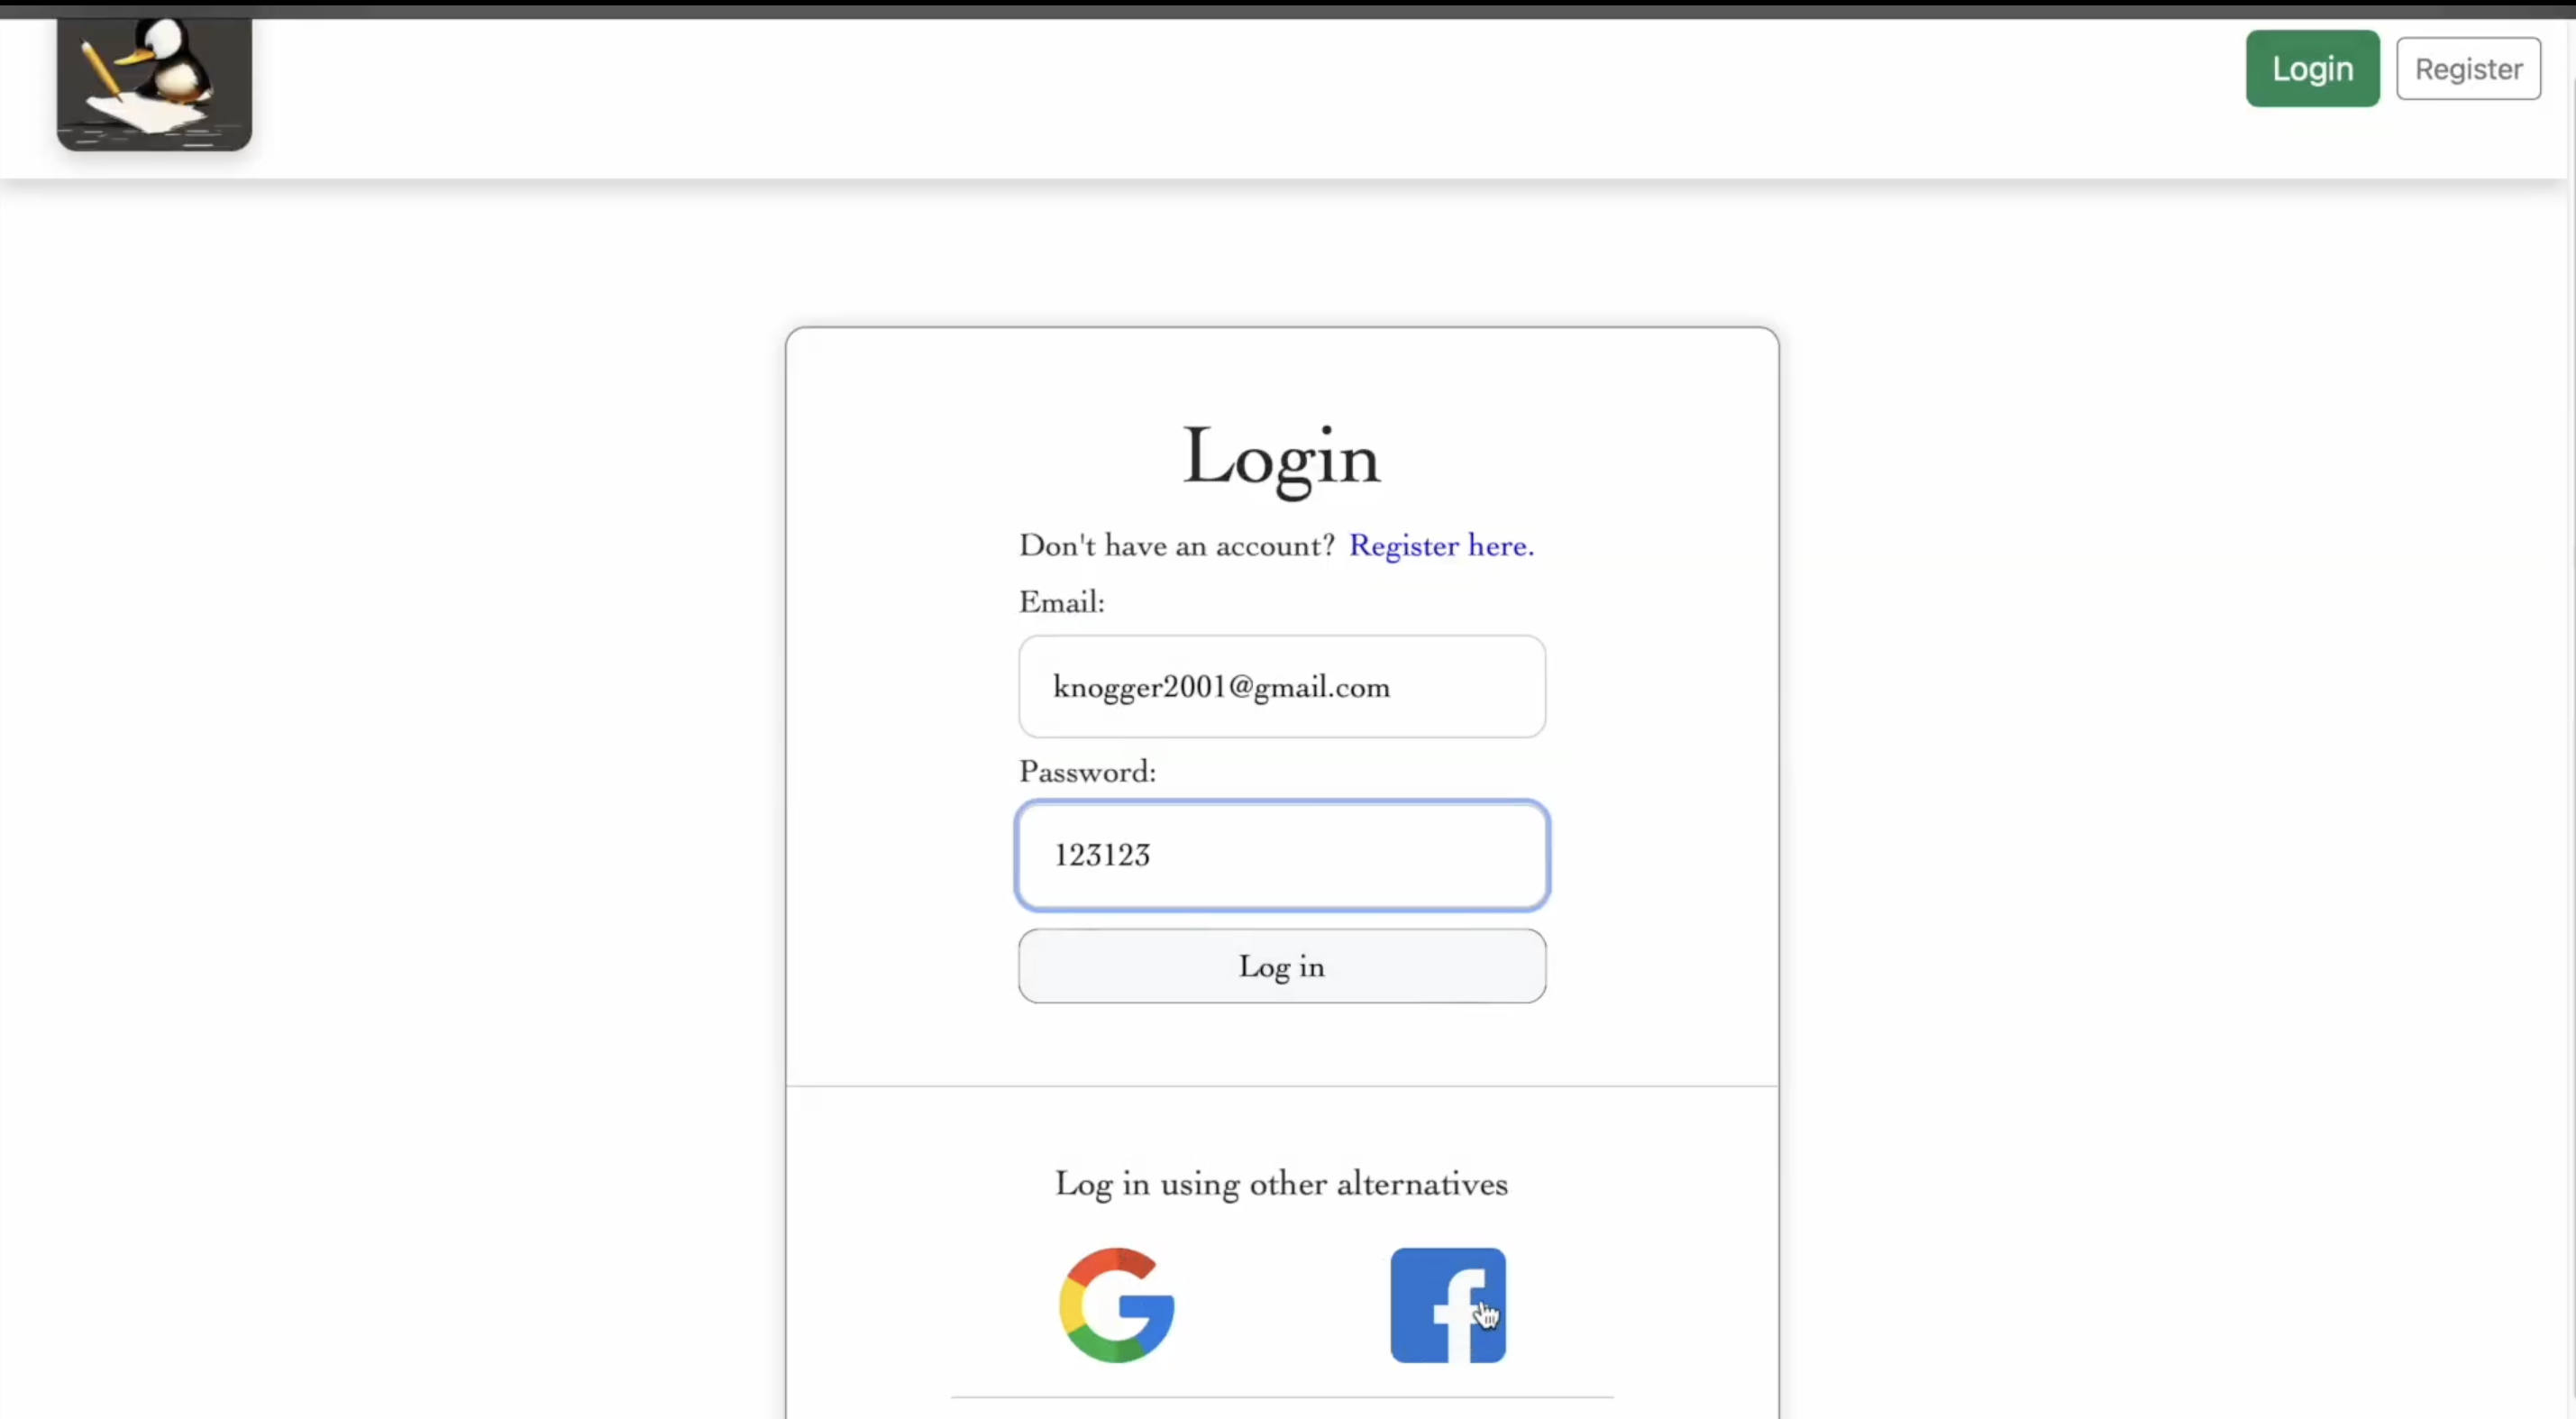 Login
Register
Login
Don't have an account? Register here.
Email:
knogger2001@gmail.com
Password:
123123
Log in
Log in using other alternatives